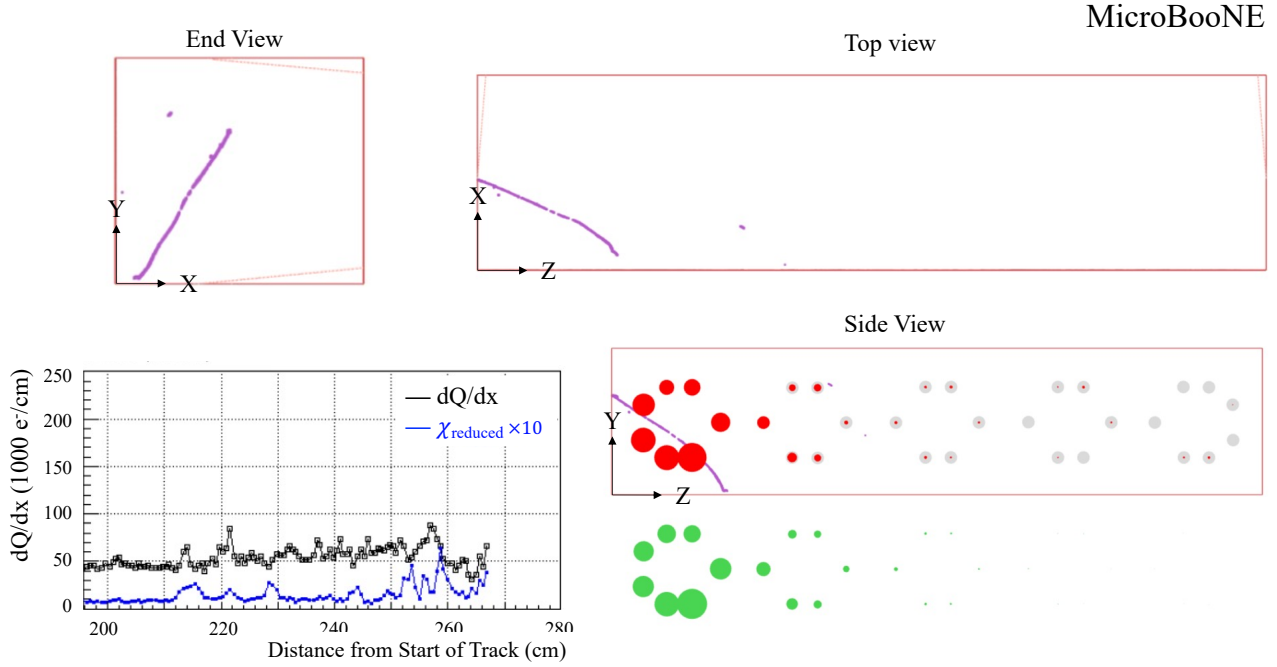 MicroBooNE
End View
Top view
Y
X
X
Z
Side View
Y
Z
dQ/dx (1000 e⁻/cm)
250
200
150
100
50
0
dQ/dx
χreduced ×10
200
220
240
260
280
Distance from Start of Track (cm)